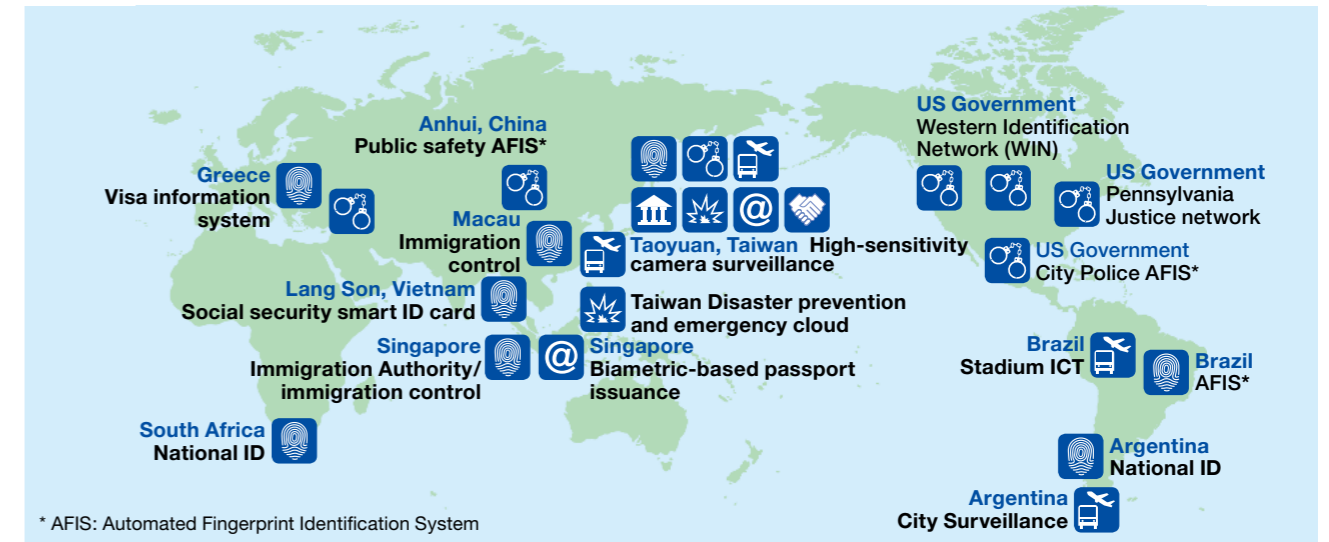 Anhui, China
Public safety AFIS*
Greece
Visa information
system
Macau
Immigration
control
Lang Son, Vietnam
Social security smart ID card
Singapore
Immigration Authority/
immigration control
South Africa
National ID
@
Taoyuan, Taiwan High-sensitivity
camera surveillance
Taiwan Disaster prevention
and emergency cloud
@
Singapore
Biametric-based passport
issuance
US Government
Western Identification
Network (WIN)
US Government
Pennsylvania
Justice network
US Government
City Police AFIS*
Brazil
Stadium ICT
Brazil
AFIS*
Argentina
National ID
Argentina
City Surveillance
* AFIS: Automated Fingerprint Identification System